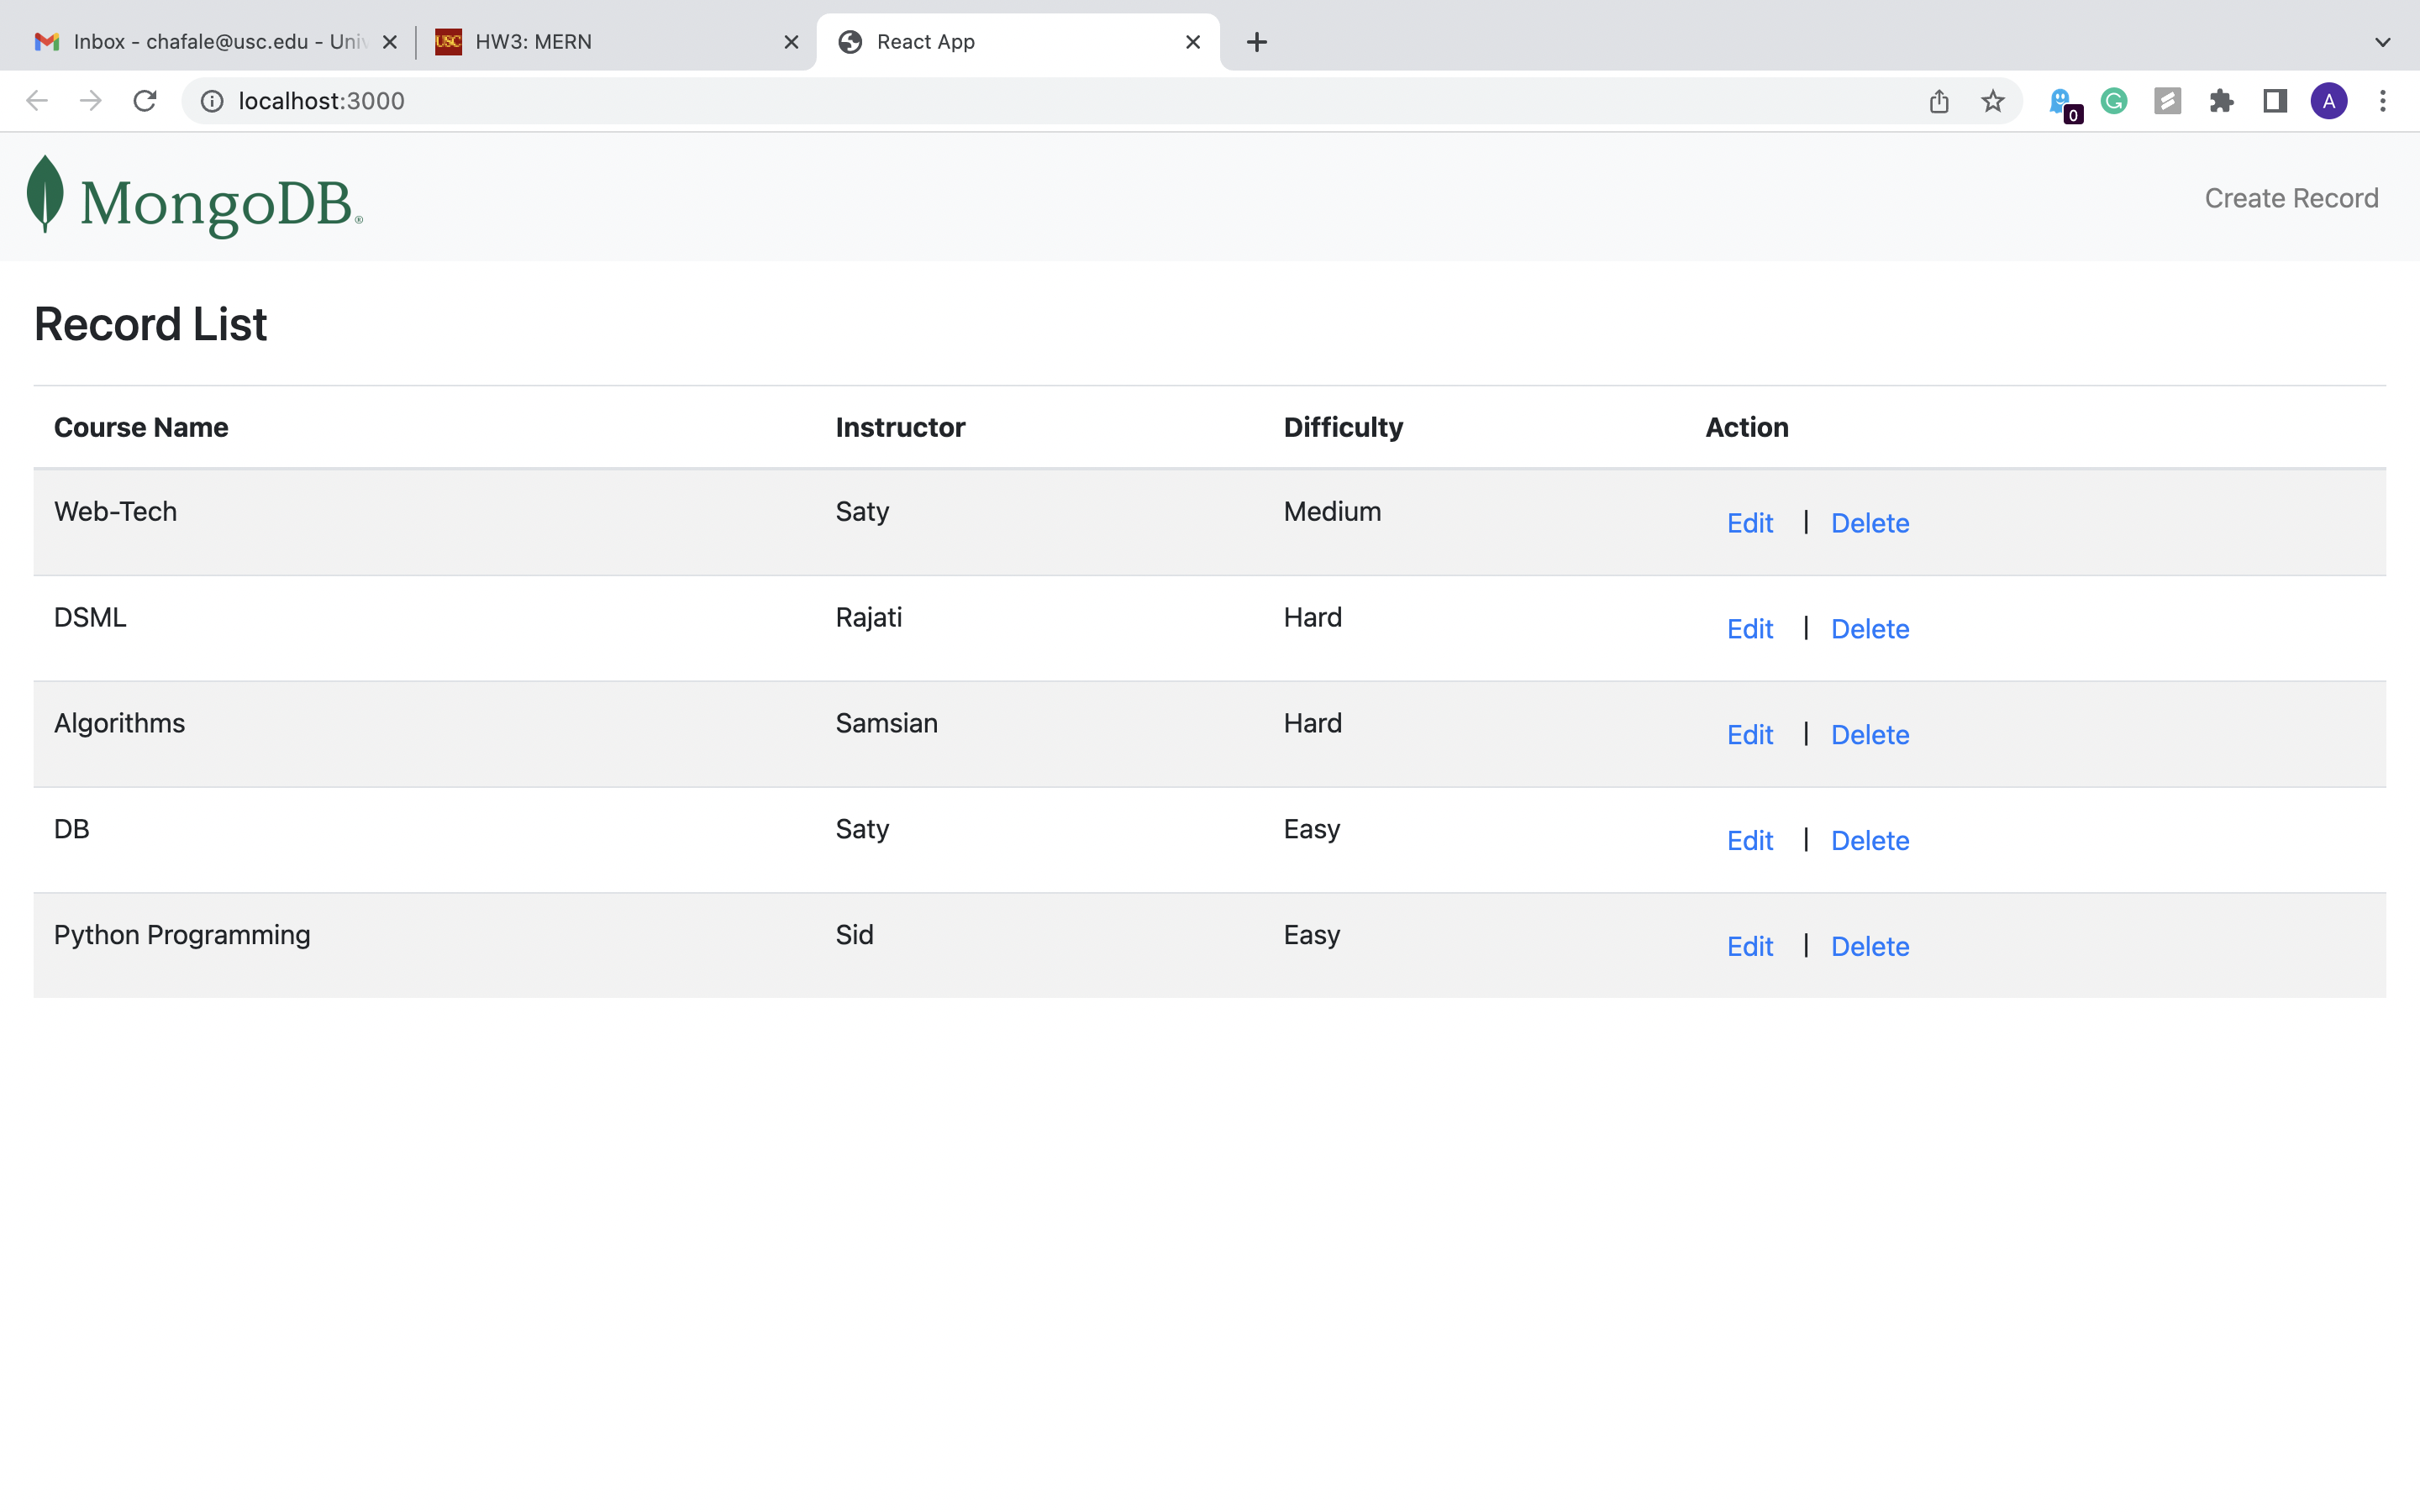 Inbox - chafale@usc.edu - Univ
USC HW3: MERN
React App
localhost:3000
0
A
MongoDB®
Create Record
Record List
Course Name Instructor Difficulty Action
Web-Tech Saty Medium Edit | Delete
DSML Rajati Hard Edit | Delete
Algorithms Samsian Hard Edit | Delete
DB Saty Easy Edit | Delete
Python Programming Sid Easy Edit | Delete